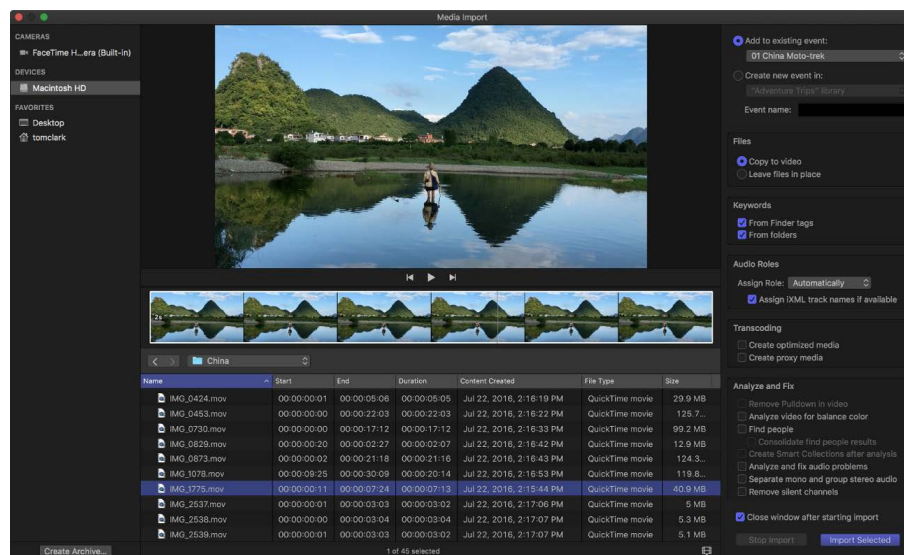 Media Import
CAMERAS
FaceTime H...era (Built-in)
DEVICES
Macintosh HD
FAVORITES
Desktop
tomclark
2s
China
Name Start End Duration Content Created File Type Size
IMG_0424.mov 00:00:00:01 00:00:05:06 00:00:05:05 Jul 22, 2016, 2:16:19 PM QuickTime movie 29.9 MB
IMG_0453.mov 00:00:00:00 00:00:22:03 00:00:22:03 Jul 22, 2016, 2:16:22 PM QuickTime movie 125.7...
IMG_0730.mov 00:00:00:00 00:00:17:12 00:00:17:12 Jul 22, 2016, 2:16:33 PM QuickTime movie 99.2 MB
IMG_0829.mov 00:00:00:20 00:00:02:27 00:00:02:07 Jul 22, 2016, 2:16:42 PM QuickTime movie 12.9 MB
IMG_0873.mov 00:00:00:02 00:00:21:18 00:00:21:16 Jul 22, 2016, 2:16:43 PM QuickTime movie 124.3...
IMG_1078.mov 00:00:09:25 00:00:30:09 00:00:20:14 Jul 22, 2016, 2:16:53 PM QuickTime movie 119.8...
IMG_1775.mov 00:00:00:11 00:00:07:24 00:00:07:13 Jul 22, 2016, 2:15:44 PM QuickTime movie 40.9 MB
IMG_2537.mov 00:00:00:01 00:00:03:03 00:00:03:02 Jul 22, 2016, 2:17:06 PM QuickTime movie 5 MB
IMG_2538.mov 00:00:00:00 00:00:03:04 00:00:03:04 Jul 22, 2016, 2:17:07 PM QuickTime movie 5.3 MB
IMG_2539.mov 00:00:00:01 00:00:03:03 00:00:03:02 Jul 22, 2016, 2:17:07 PM QuickTime movie 5.1 MB
Create Archive...
1 of 45 selected
Add to existing event:
01 China Moto-trek
Create new event in:
"Adventure Trips" library
Event name:
Files
Copy to video
Leave files in place
Keywords
From Finder tags
From folders
Audio Roles
Assign Role: Automatically
Assign iXML track names if available
Transcoding
Create optimized media
Create proxy media
Analyze and Fix
Remove Pulldown in video
Analyze video for balance color
Find people
Consolidate find people results
Create Smart Collections after analysis
Analyze and fix audio problems
Separate mono and group stereo audio
Remove silent channels
Close window after starting import
Stop Import
Import Selected